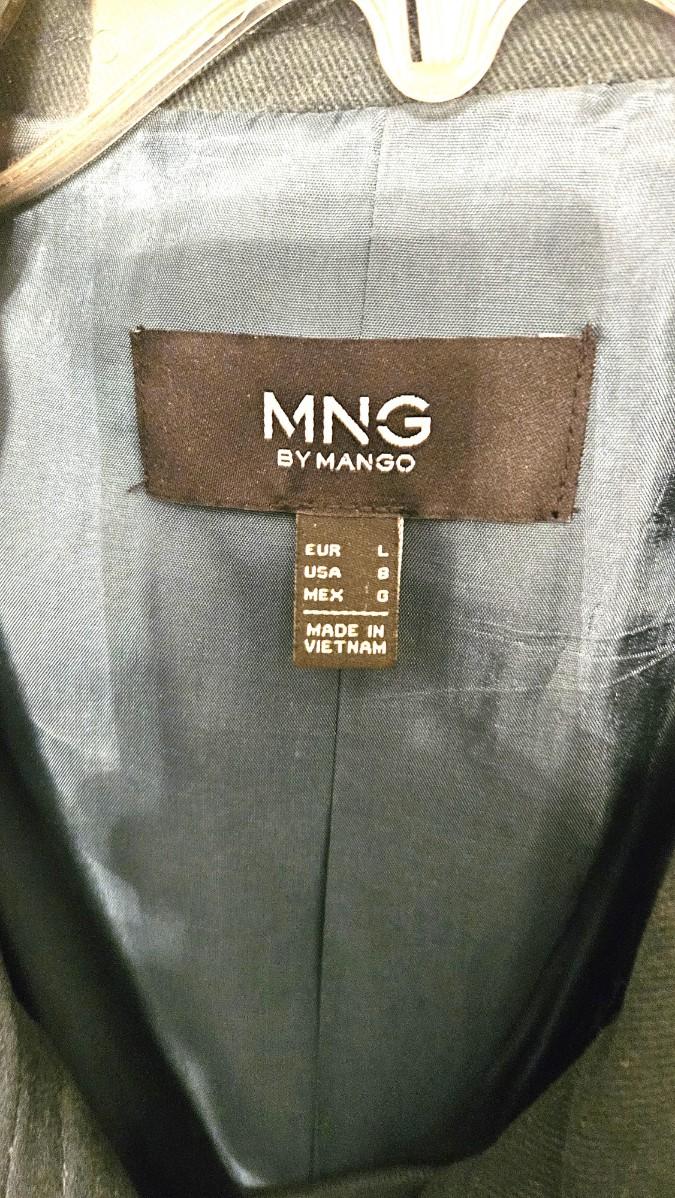 MNG
BY MANGO
EUR L
USA 8
MEX G
MADE IN
VIETNAM